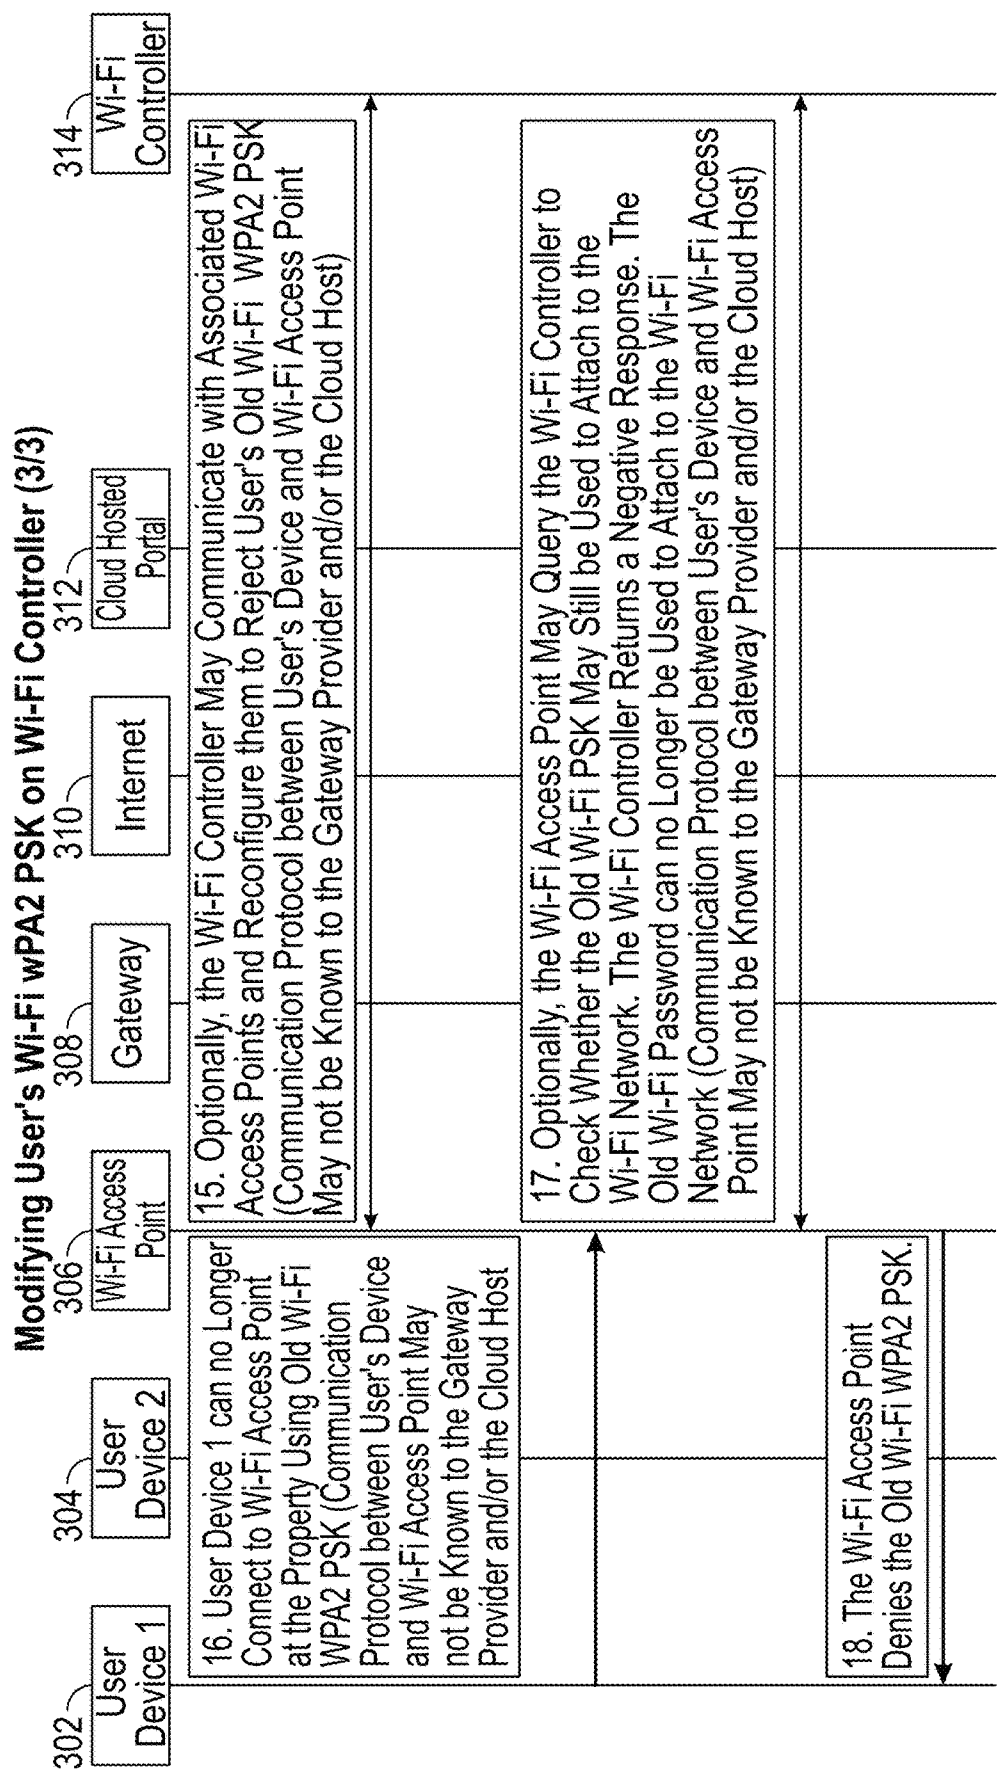 Modifying User's Wi-Fi wPA2 PSK on Wi-Fi Controller (3/3)
302
304
306
308
310
312
314
User
Device 1
User
Device 2
Wi-Fi Access
Point
Gateway
Internet
Cloud Hosted
Portal
Wi-Fi
Controller
15. Optionally, the Wi-Fi Controller May Communicate with Associated Wi-Fi
Access Points and Reconfigure them to Reject User's Old Wi-Fi WPA2 PSK
(Communication Protocol between User's Device and Wi-Fi Access Point
May not be Known to the Gateway Provider and/or the Cloud Host)
16. User Device 1 can no Longer
Connect to Wi-Fi Access Point
at the Property Using Old Wi-Fi
WPA2 PSK (Communication
Protocol between User's Device
and Wi-Fi Access Point May
not be Known to the Gateway
Provider and/or the Cloud Host
17. Optionally, the Wi-Fi Access Point May Query the Wi-Fi Controller to
Check Whether the Old Wi-Fi PSK May Still be Used to Attach to the
Wi-Fi Network. The Wi-Fi Controller Returns a Negative Response. The
Old Wi-Fi Password can no Longer be Used to Attach to the Wi-Fi
Network (Communication Protocol between User's Device and Wi-Fi Access
Point May not be Known to the Gateway Provider and/or the Cloud Host)
18. The Wi-Fi Access Point
Denies the Old Wi-Fi WPA2 PSK.